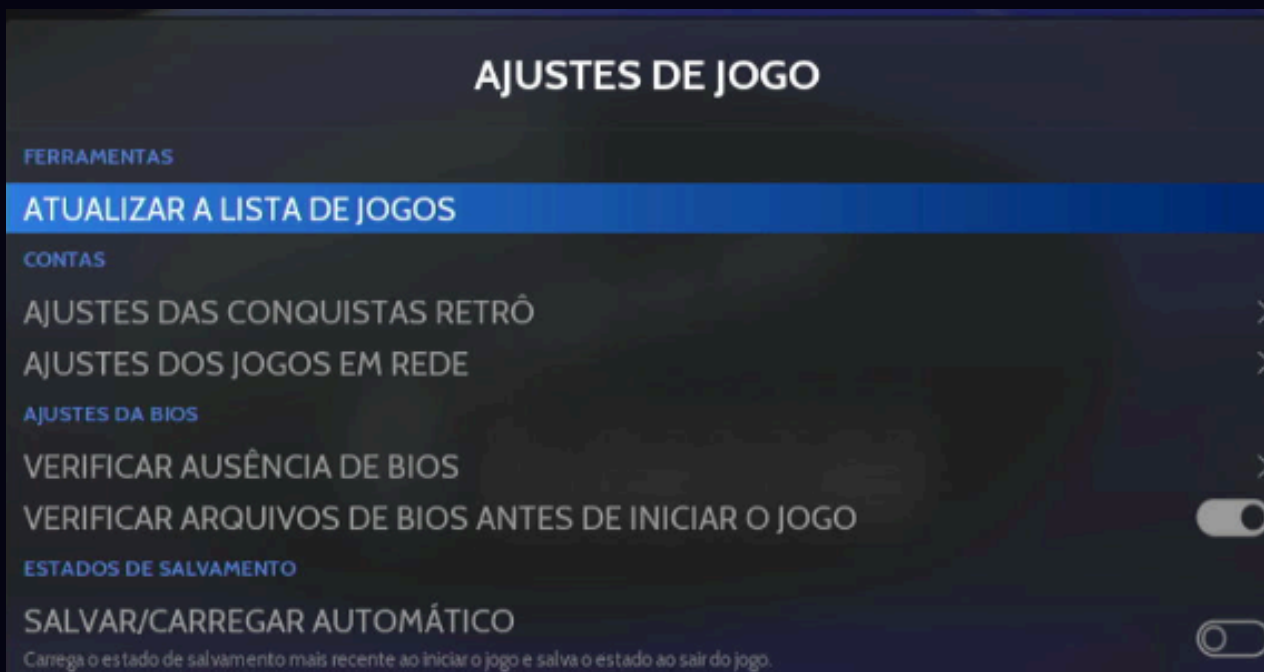 AJUSTES DE JOGO
FERRAMENTAS
ATUALIZAR A LISTA DE JOGOS
CONTAS
AJUSTES DAS CONQUISTAS RETRÔ
AJUSTES DOS JOGOS EM REDE
AJUSTES DA BIOS
VERIFICAR AUSÊNCIA DE BIOS
VERIFICAR ARQUIVOS DE BIOS ANTES DE INICIAR O JOGO
ESTADOS DE SALVAMENTO
SALVAR/CARREGAR AUTOMÁTICO
Carrega o estado de salvamento mais recente ao iniciar o jogo e salva o estado ao sair do jogo.